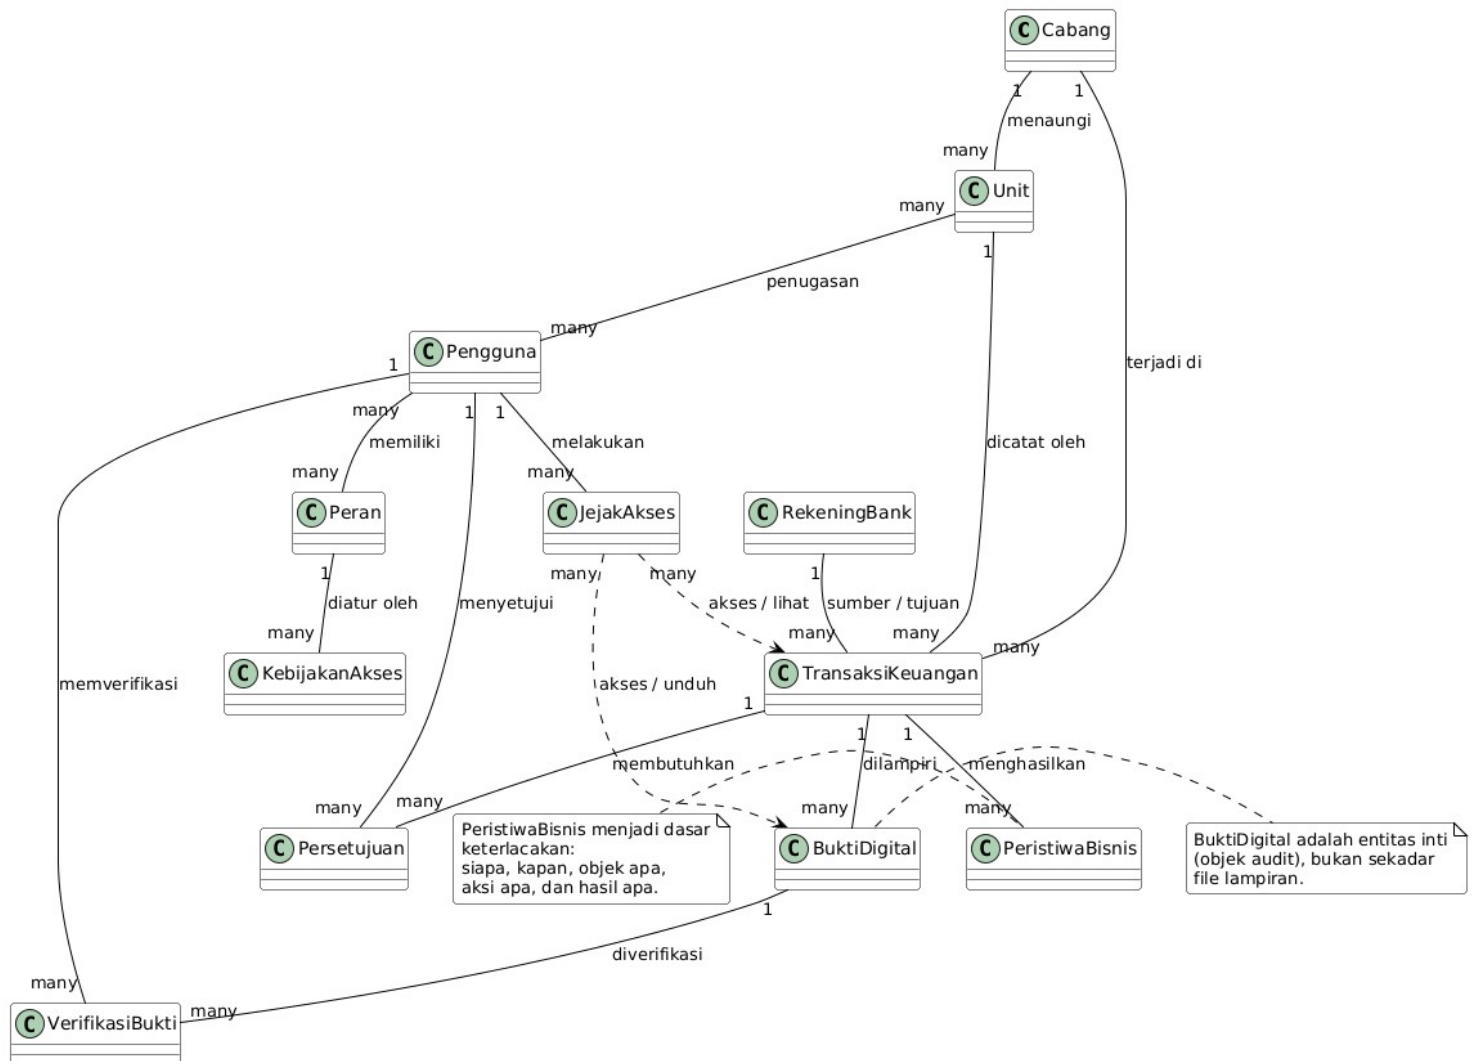 C Cabang
1
1
menaungi
many
C Unit
many
1
penugasan
many
C Pengguna
1
terjadi di
many
1
1
memiliki
melakukan
dicatat oleh
many
many
C Peran
C JejakAkses
C RekeningBank
1
many
many
1
diatur oleh
menyetujui
akses / lihat
sumber / tujuan
many
many
many
many
C KebijakanAkses
C TransaksiKeuangan
memverifikasi
akses / unduh
1
1
1
membutuhkan
dilampiri
menghasilkan
many
many
many
many
C Persetujuan
PeristiwaBisnis menjadi dasar
keterlacakan:
siapa, kapan, objek apa,
aksi apa, dan hasil apa.
C BuktiDigital
C PeristiwaBisnis
BuktiDigital adalah entitas inti
(objek audit), bukan sekadar
file lampiran.
1
diverifikasi
many
many
C VerifikasiBukti